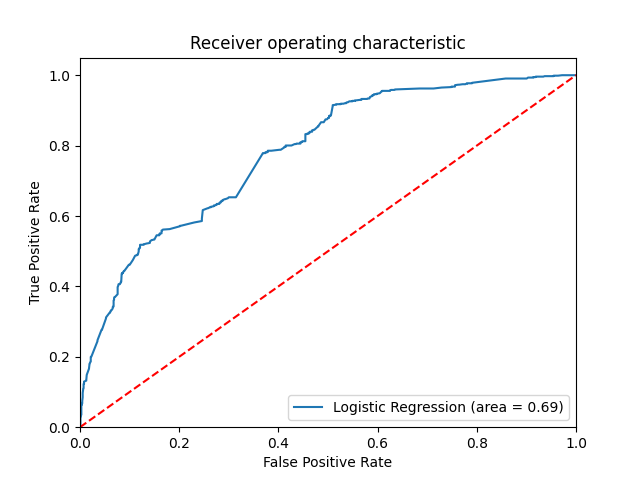 Receiver operating characteristic
True Positive Rate
1.0
0.8
0.6
0.4
0.2
0.0
0.0 0.2 0.4 0.6 0.8 1.0
False Positive Rate
Logistic Regression (area = 0.69)